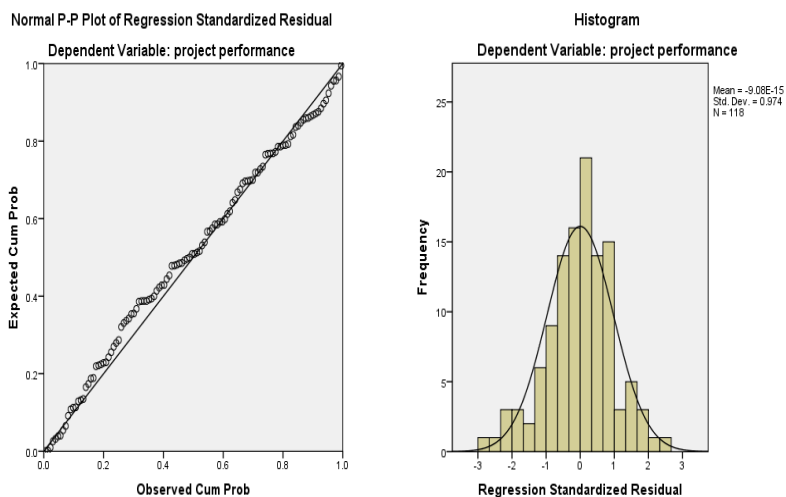 Normal P-P Plot of Regression Standardized Residual
Dependent Variable: project performance
Expected Cum Prob
1.0
0.8
0.6
0.4
0.2
0.0
0.0 0.2 0.4 0.6 0.8 1.0
Observed Cum Prob
Histogram
Dependent Variable: project performance
Mean = -9.08E-15
Std. Dev. = 0.974
N = 118
Frequency
25
20
15
10
5
0
-3 -2 -1 0 1 2 3
Regression Standardized Residual